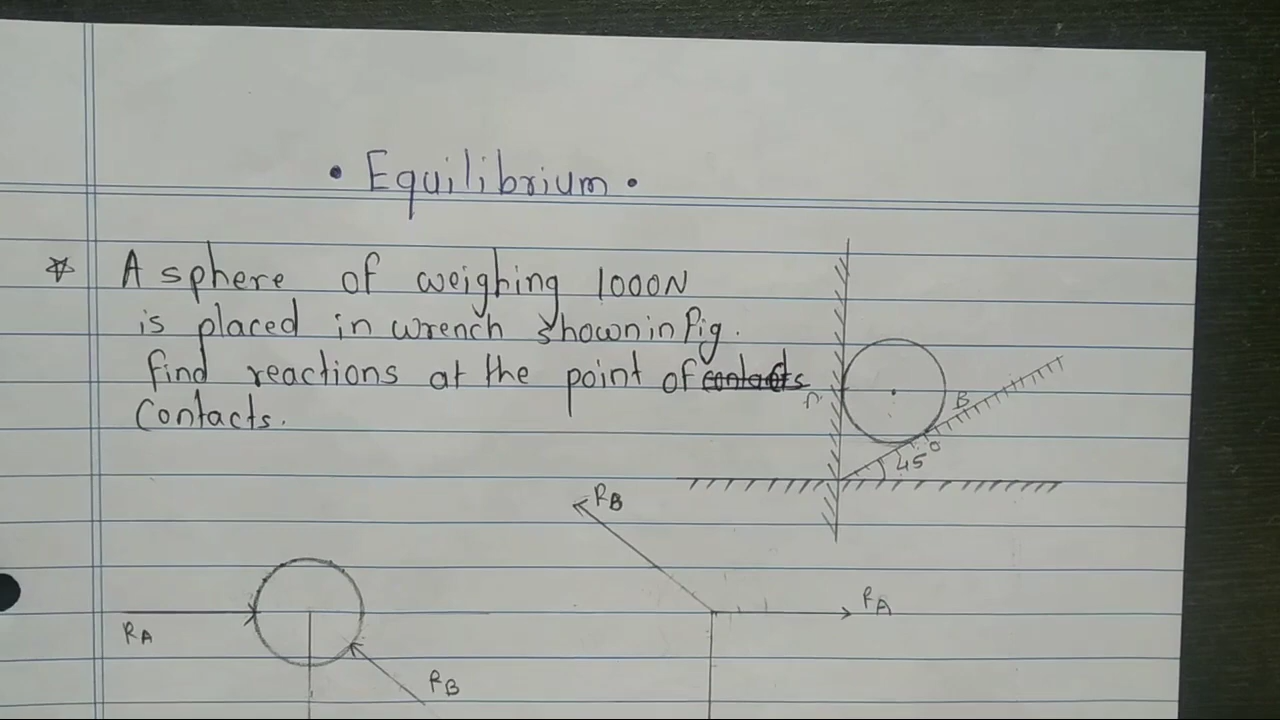 • Equilibrium •
A sphere of weighing 1000N
is placed in wrench shown in fig.
find reactions at the point of contacts
Contacts.
A
B
45°
RB
RA
RA
RB